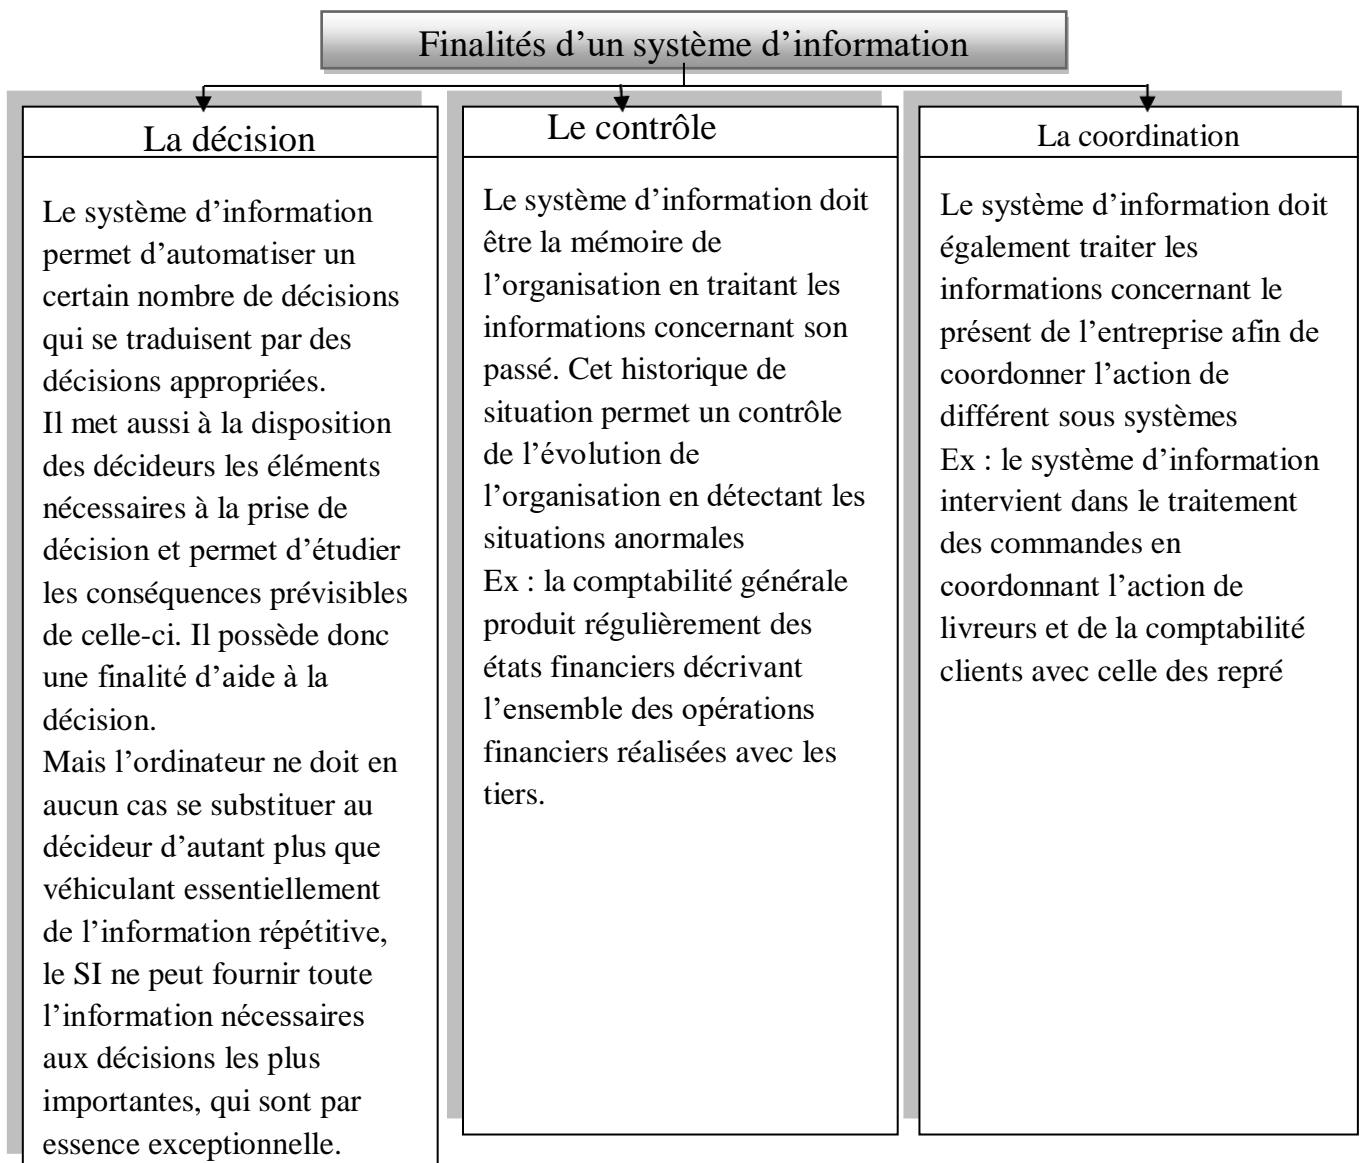 Finalités d’un système d’information
La décision
Le système d’information
permet d’automatiser un
certain nombre de décisions
qui se traduisent par des
décisions appropriées.
Il met aussi à la disposition
des décideurs les éléments
nécessaires à la prise de
décision et permet d’étudier
les conséquences prévisibles
de celle-ci. Il possède donc
une finalité d’aide à la
décision.
Mais l’ordinateur ne doit en
aucun cas se substituer au
décideur d’autant plus que
véhiculant essentiellement
de l’information répétitive,
le SI ne peut fournir toute
l’information nécessaires
aux décisions les plus
importantes, qui sont par
essence exceptionnelle.
Le contrôle
Le système d’information doit
être la mémoire de
l’organisation en traitant les
informations concernant son
passé. Cet historique de
situation permet un contrôle
de l’évolution de
l’organisation en détectant les
situations anormales
Ex : la comptabilité générale
produit régulièrement des
états financiers décrivant
l’ensemble des opérations
financiers réalisées avec les
tiers.
La coordination
Le système d’information doit
également traiter les
informations concernant le
présent de l’entreprise afin de
coordonner l’action de
différent sous systèmes
Ex : le système d’information
intervient dans le traitement
des commandes en
coordonnant l’action de
livreurs et de la comptabilité
clients avec celle des repré